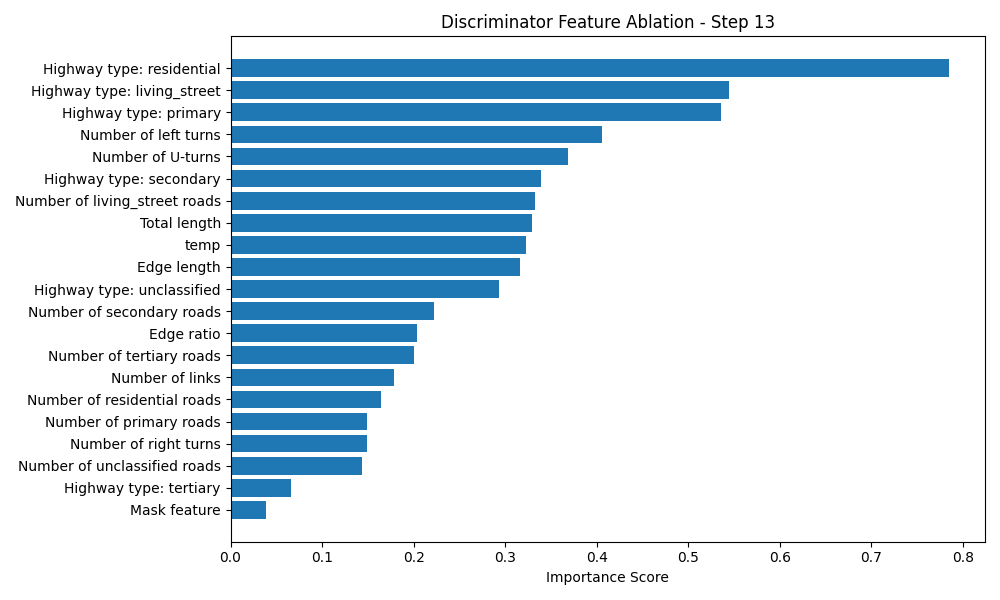 Discriminator Feature Ablation - Step 13
Highway type: residential
Highway type: living_street
Highway type: primary
Number of left turns
Number of U-turns
Highway type: secondary
Number of living_street roads
Total length
temp
Edge length
Highway type: unclassified
Number of secondary roads
Edge ratio
Number of tertiary roads
Number of links
Number of residential roads
Number of primary roads
Number of right turns
Number of unclassified roads
Highway type: tertiary
Mask feature
0.0 0.1 0.2 0.3 0.4 0.5 0.6 0.7 0.8
Importance Score